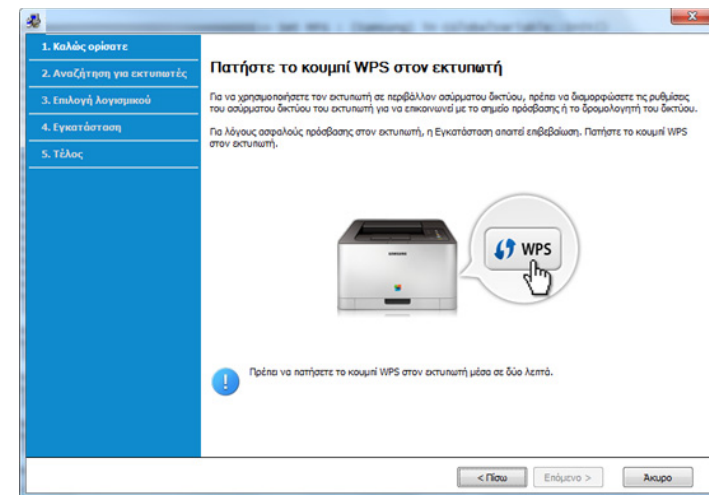 1. Καλώς ορίσατε
2. Αναζήτηση για εκτυπωτές
3. Επιλογή λογισμικού
4. Εγκατάσταση
5. Τέλος
Πατήστε το κουμπί WPS στον εκτυπωτή
Για να χρησιμοποιήσετε τον εκτυπωτή σε περιβάλλον ασύρματου δικτύου, πρέπει να διαμορφώσετε τις ρυθμίσεις
του ασύρματου δικτύου του εκτυπωτή για να επικοινωνεί με το σημείο πρόσβασης ή το δρομολογητή του δικτύου.
Για λόγους ασφαλούς πρόσβασης στον εκτυπωτή, η Εγκατάσταση απαιτεί επιβεβαίωση. Πατήστε το κουμπί WPS
στον εκτυπωτή.
SAMSUNG
WPS
Πρέπει να πατήσετε το κουμπί WPS στον εκτυπωτή μέσα σε δύο λεπτά.
< Πίσω
Επόμενο >
Άκυρο